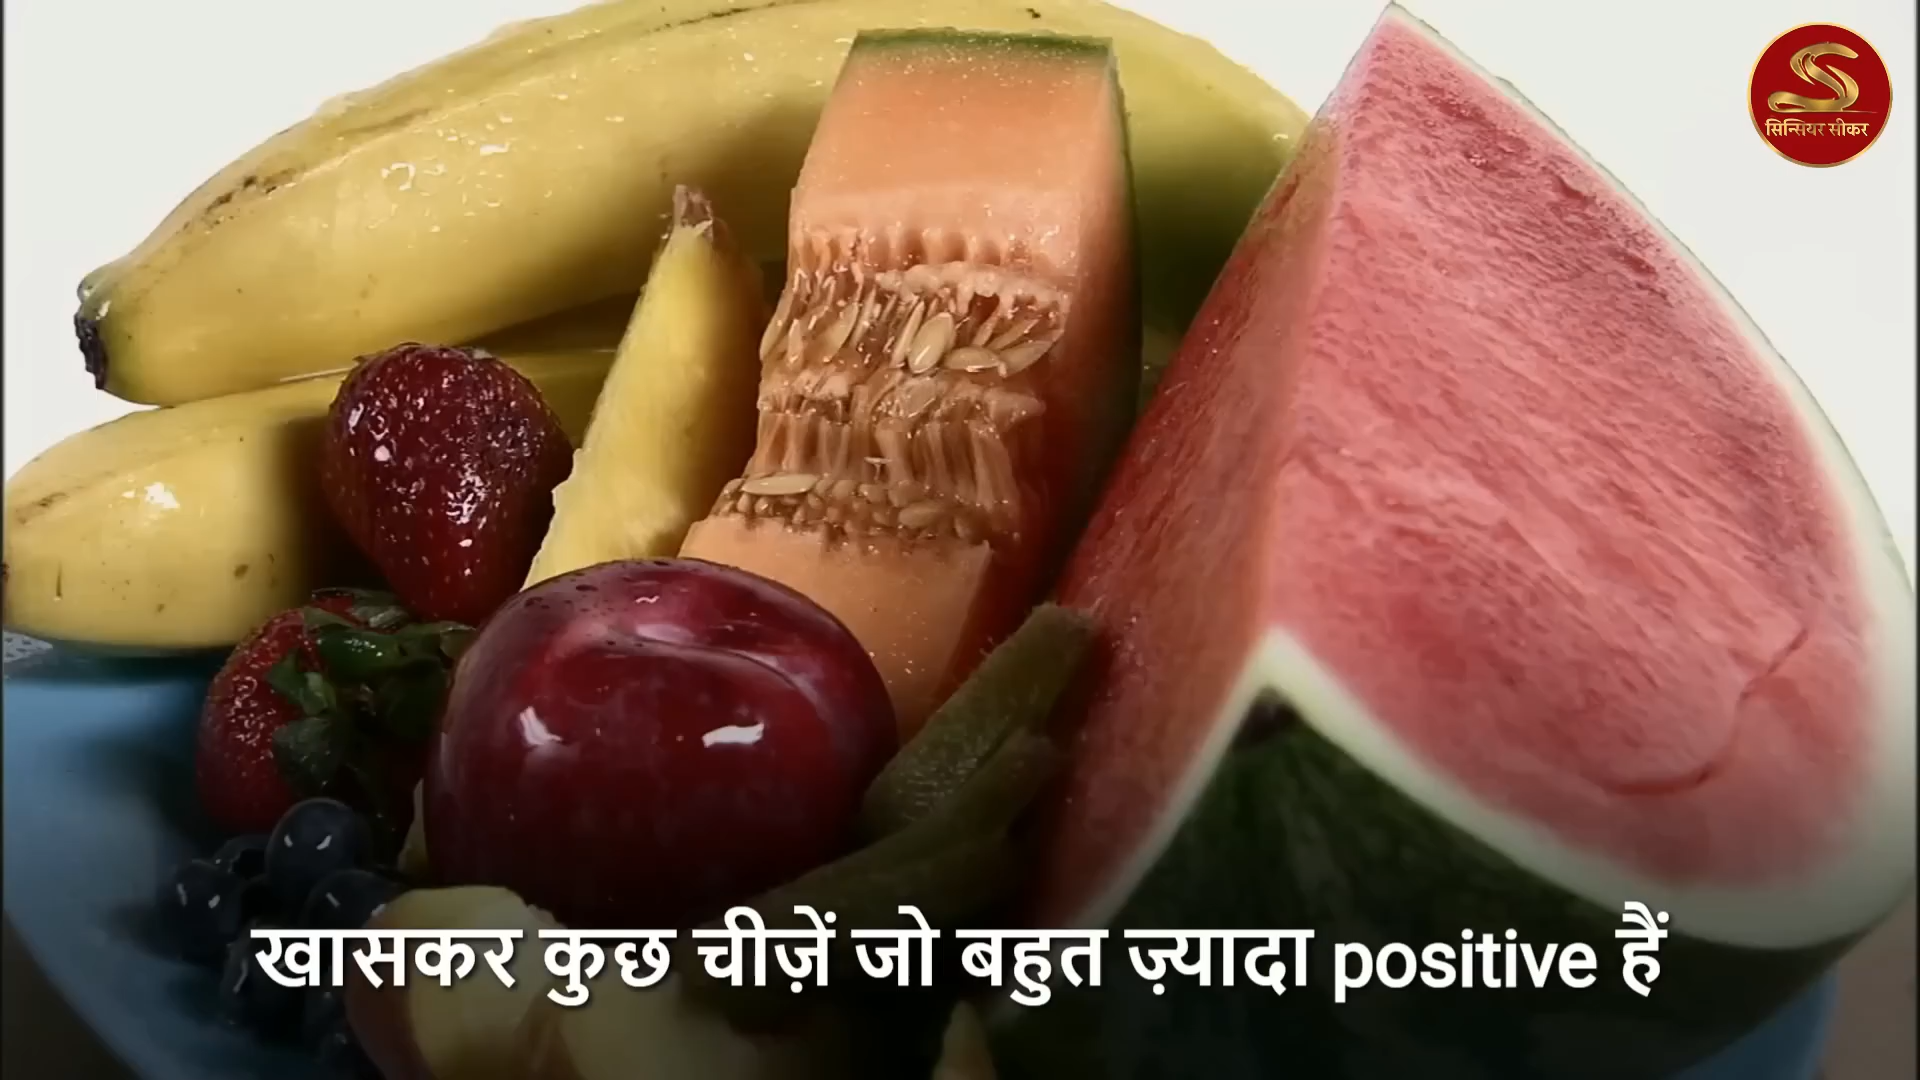 सिन्सियर सीकर
खासकर कुछ चीज़ें जो बहुत ज़्यादा positive हैं